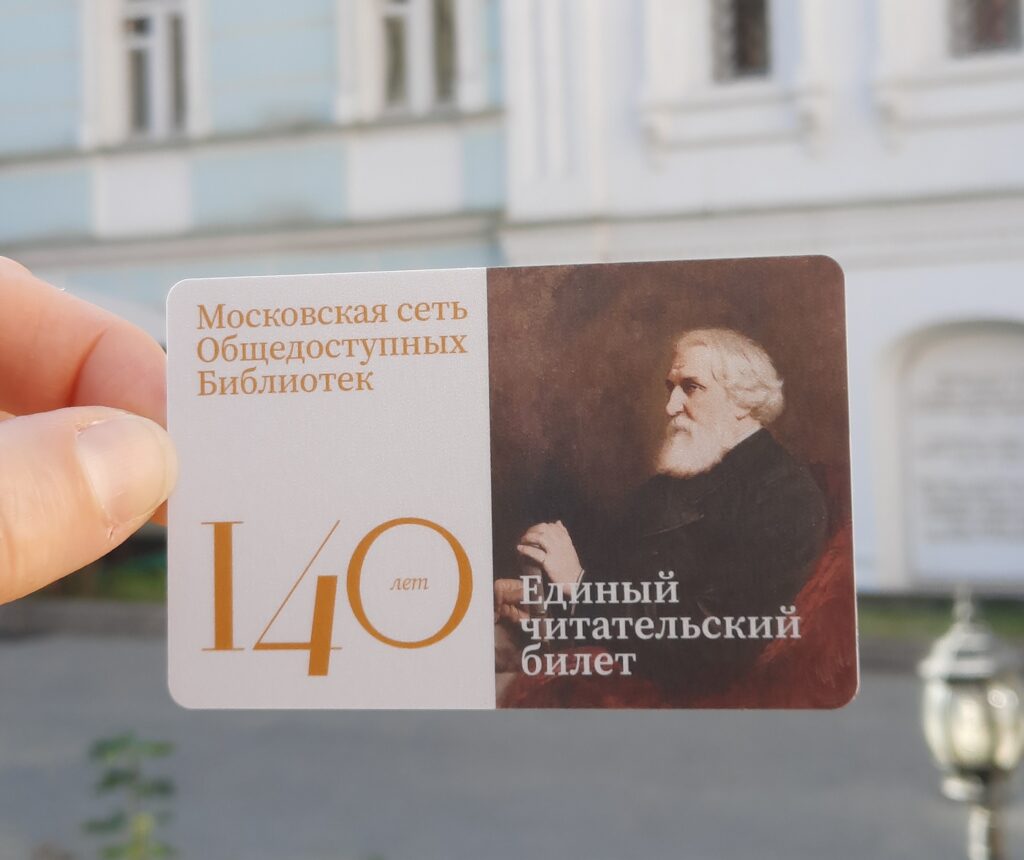 Московская сеть
Общедоступных
Библиотек
140
лет
Единый
читательский
билет